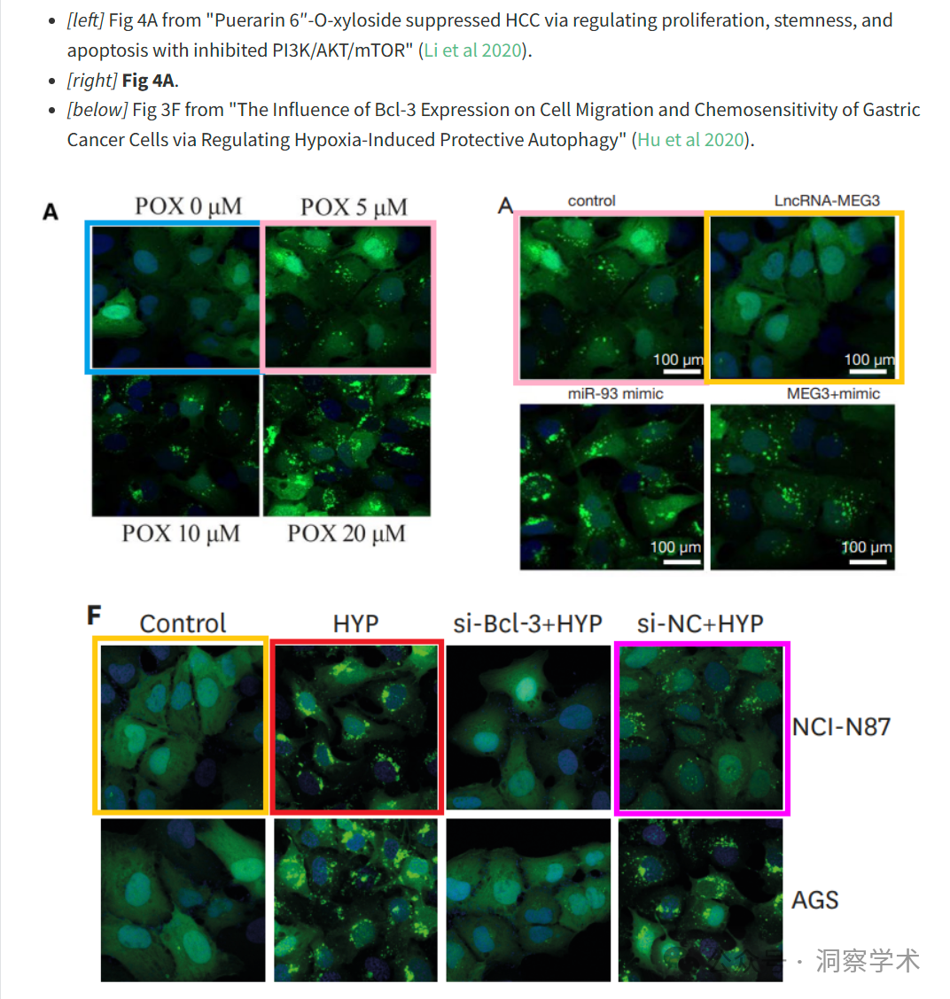 [left] Fig 4A from "Puerarin 6″-O-xyloside suppressed HCC via regulating proliferation, stemness, and
apoptosis with inhibited PI3K/AKT/mTOR" (Li et al 2020).
[right] Fig 4A.
[below] Fig 3F from "The Influence of Bcl-3 Expression on Cell Migration and Chemosensitivity of Gastric
Cancer Cells via Regulating Hypoxia-Induced Protective Autophagy" (Hu et al 2020).
A
POX 0 μM
POX 5 μM
POX 10 μM
POX 20 μM
A
control
LncRNA-MEG3
100 μm
100 μm
miR-93 mimic
MEG3+mimic
100 μm
100 μm
F
Control
HYP
si-Bcl-3+HYP
si-NC+HYP
NCI-N87
AGS
· 洞察学术